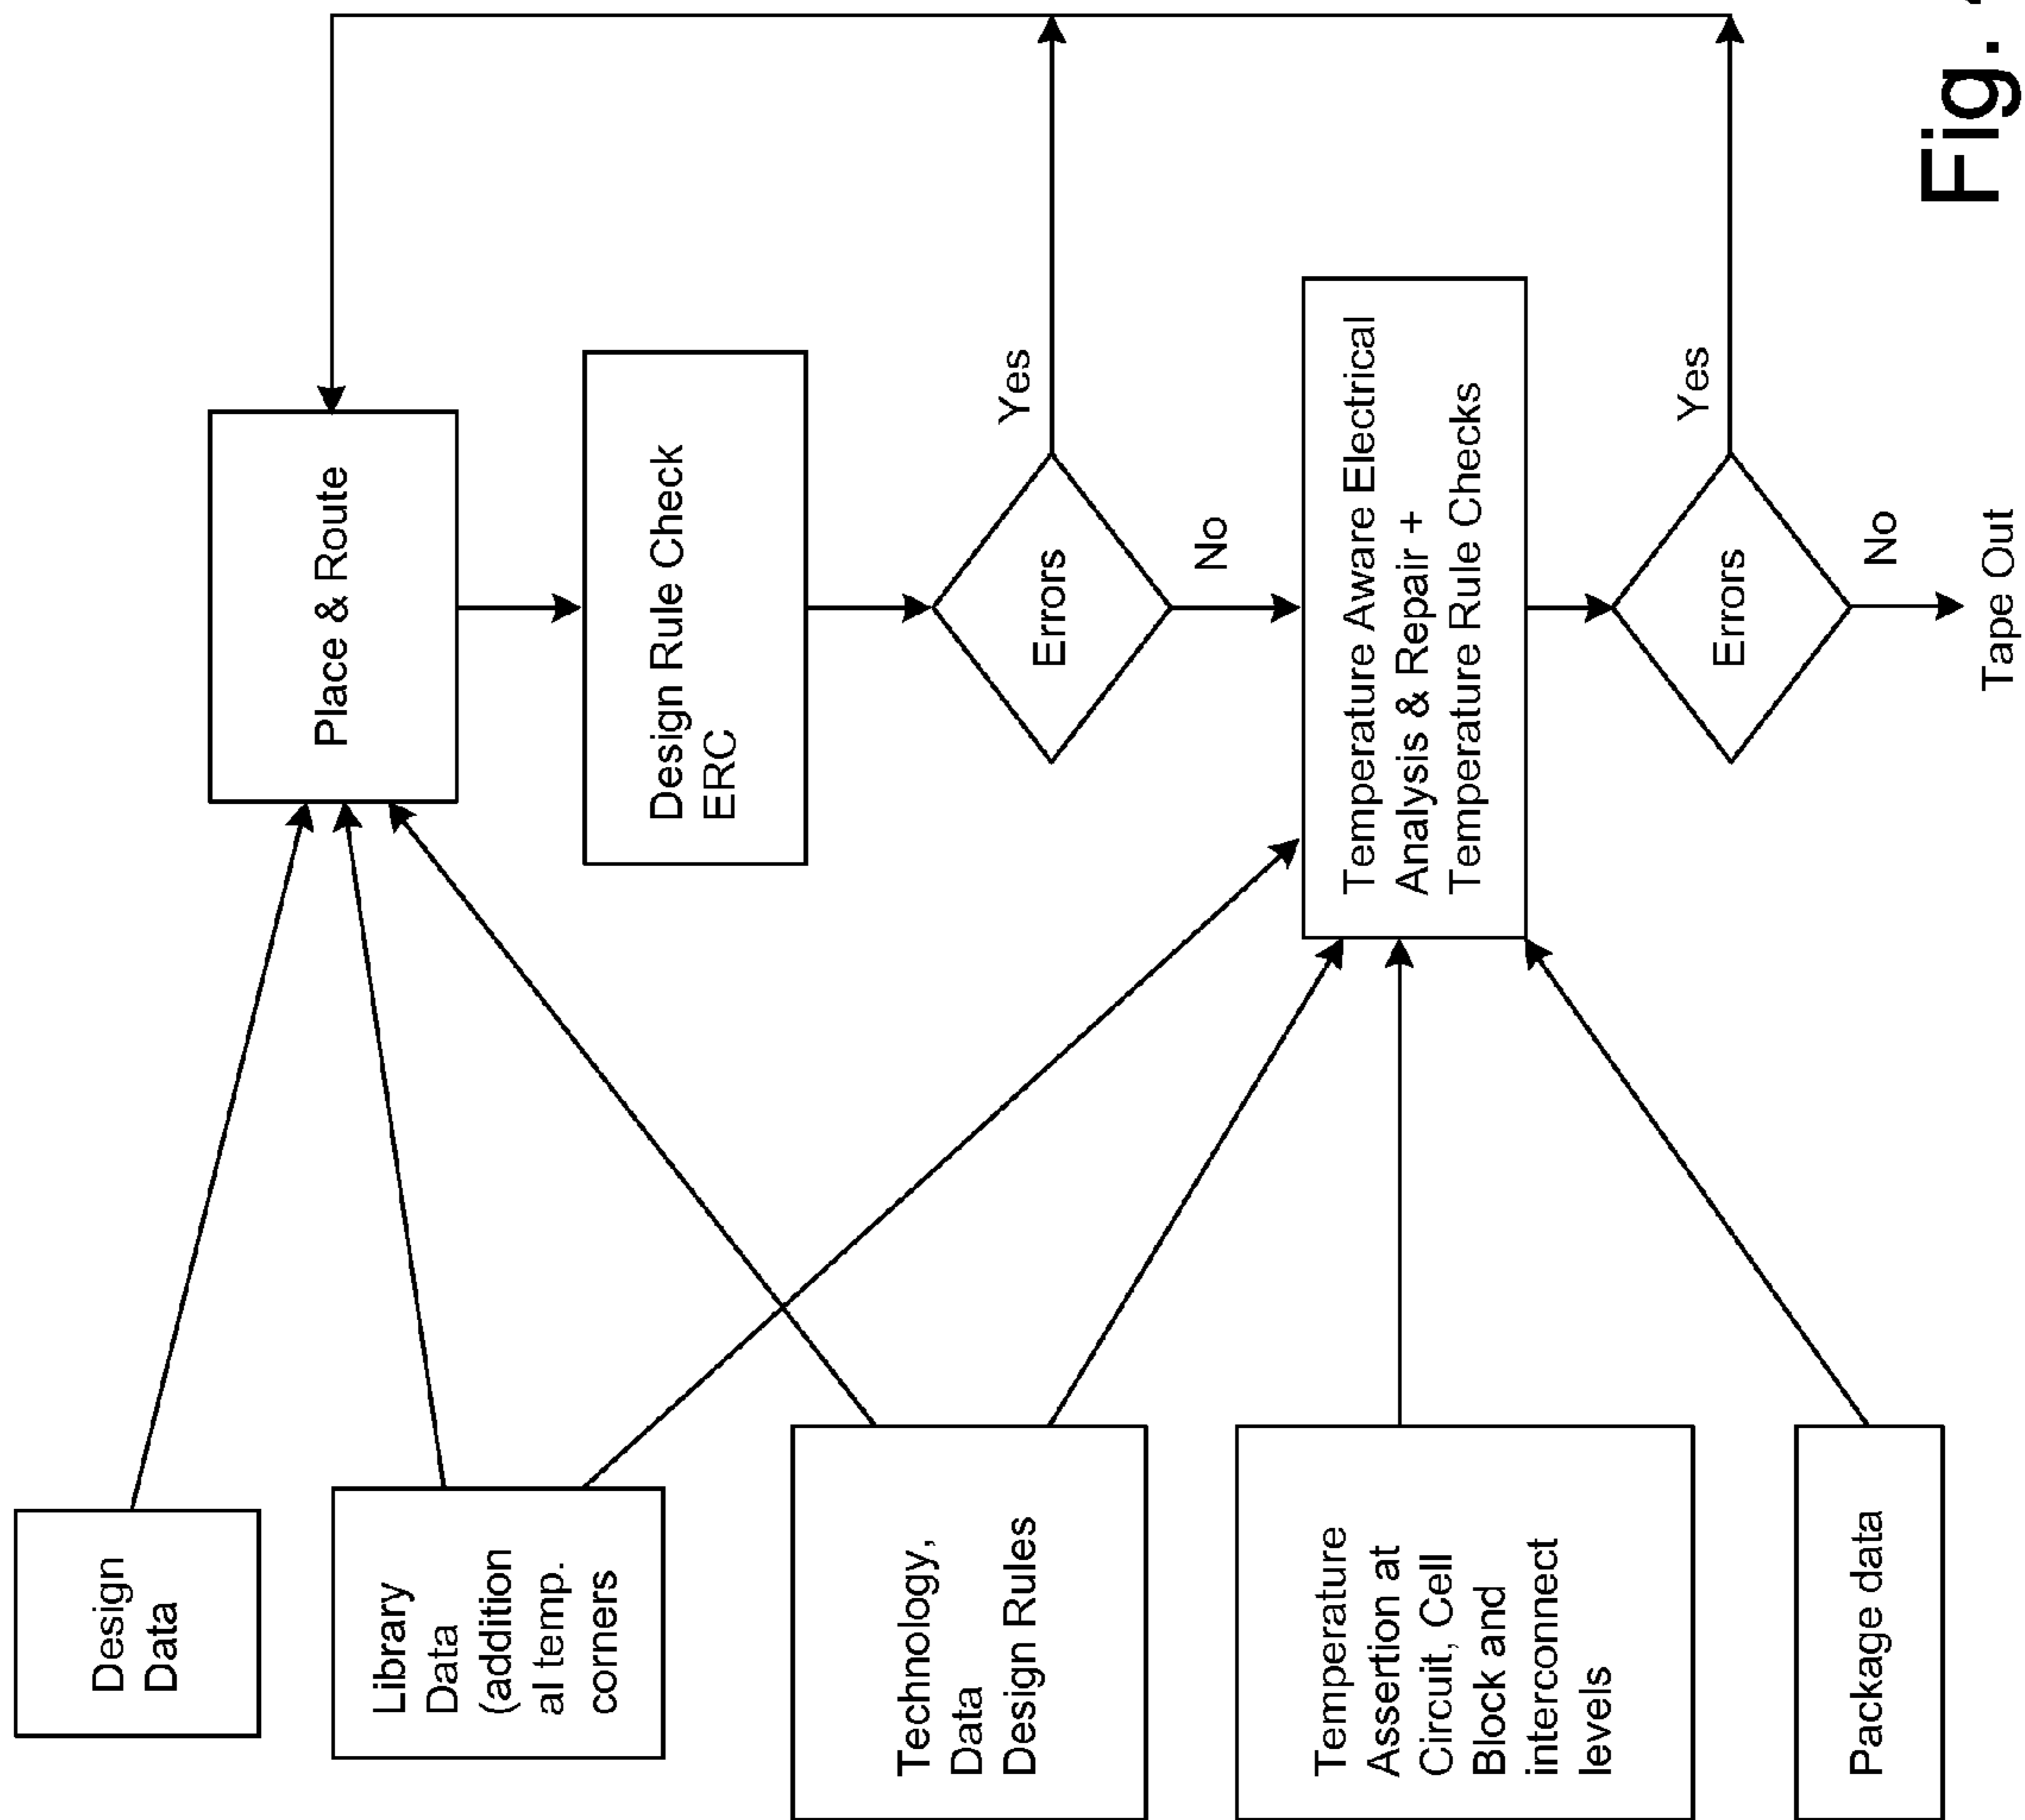 Design
Data
Library
Data
(addition
al temp.
corners
Technology,
Data
Design Rules
Temperature
Assertion at
Circuit, Cell
Block and
interconnect
levels
Package data
Place & Route
Design Rule Check
ERC
Errors
Yes
No
Temperature Aware Electrical
Analysis & Repair +
Temperature Rule Checks
Errors
Yes
No
Tape Out
Fig.